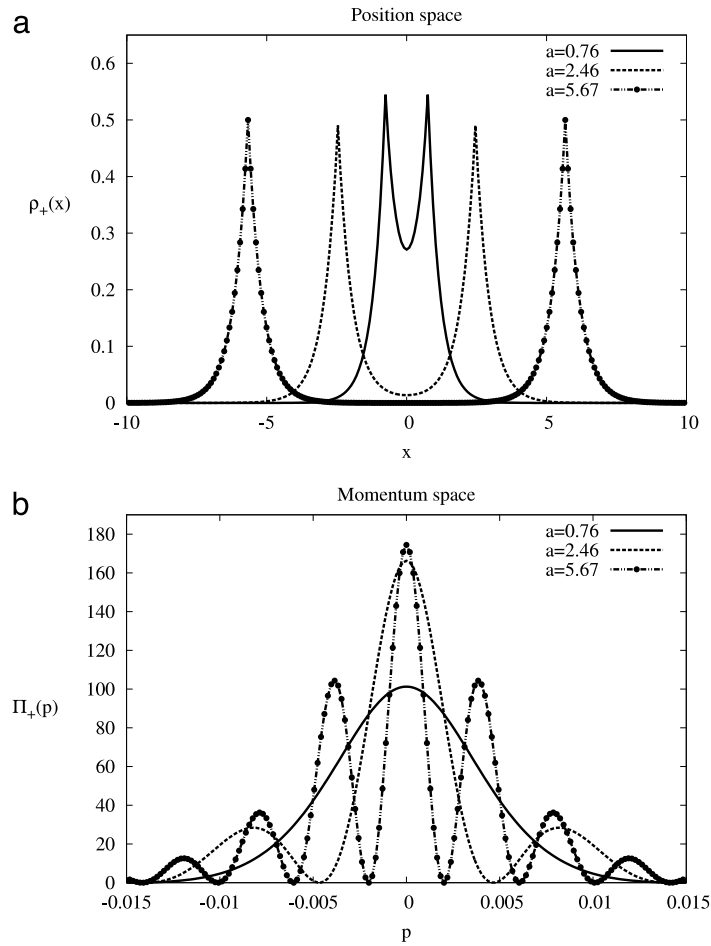 a
Position space
a=0.76
a=2.46
a=5.67
0.6
0.5
0.4
0.3
0.2
0.1
0
ρ+(x)
-10 -5 0 5 10
x
b
Momentum space
a=0.76
a=2.46
a=5.67
180
160
140
120
100
80
60
40
20
0
Π+(p)
-0.015 -0.01 -0.005 0 0.005 0.01 0.015
p